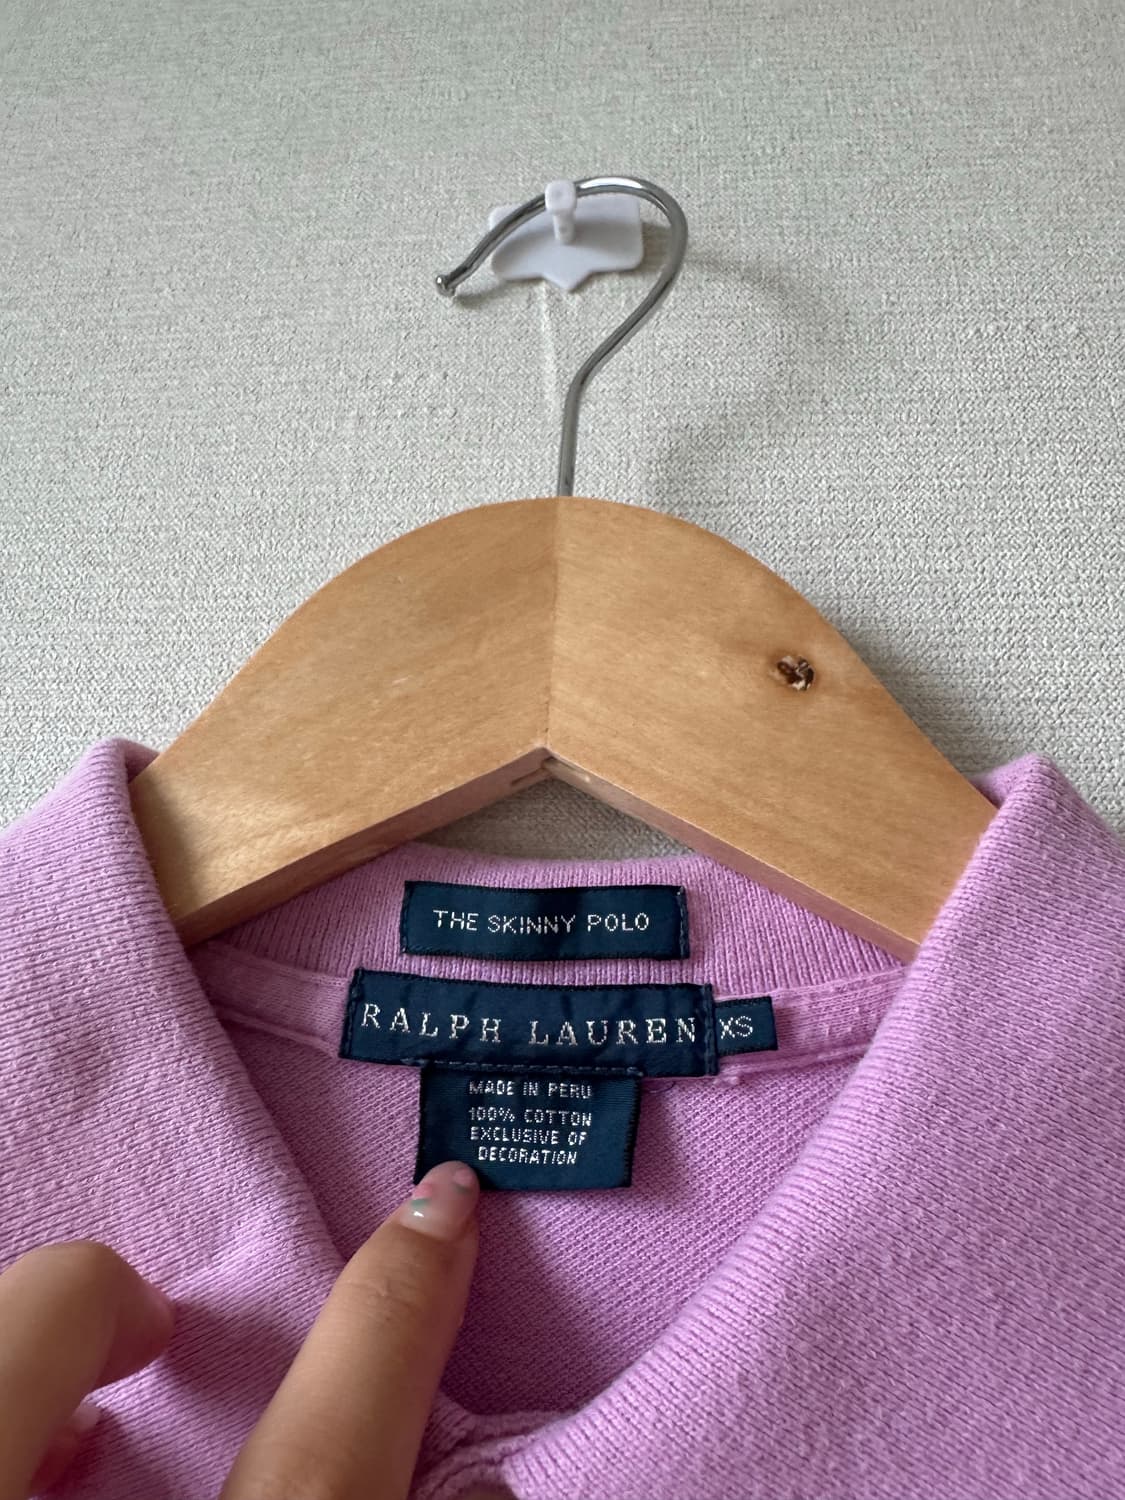 THE SKINNY POLO
RALPH LAUREN
XS
MADE IN PERU
100% COTTON
EXCLUSIVE OF
DECORATION